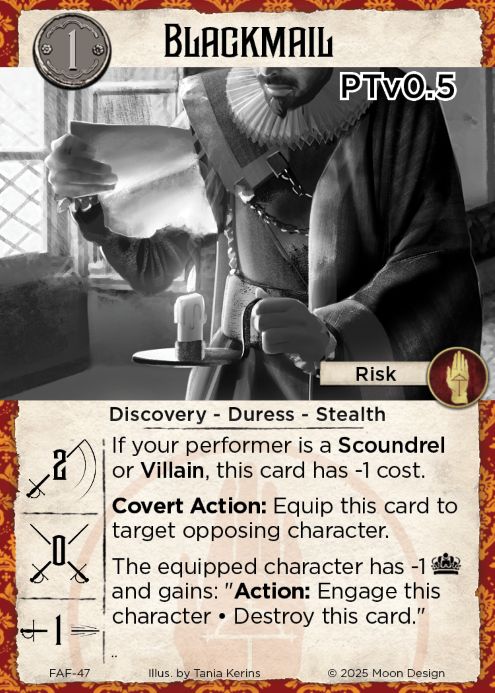 1
Blackmail
PTv0.5
Risk
Discovery - Duress - Stealth
2
If your performer is a Scoundrel
or Villain, this card has -1 cost.
Covert Action: Equip this card to
target opposing character.
0
The equipped character has -1
and gains: "Action: Engage this
character • Destroy this card."
1
FAF-47 Illus. by Tania Kerins © 2025 Moon Design